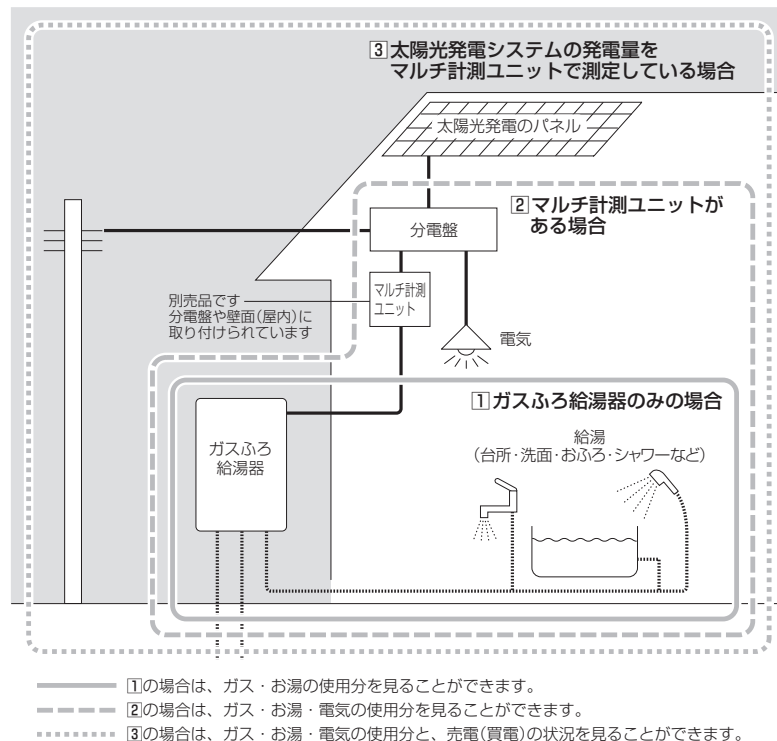 3太陽光発電システムの発電量を
マルチ計測ユニットで測定している場合
太陽光発電のパネル
2マルチ計測ユニットが
ある場合
分電盤
マルチ計測
ユニット
別売品です
分電盤や壁面(屋内)に
取り付けられています
電気
1ガスふろ給湯器のみの場合
ガスふろ
給湯器
給湯
(台所・洗面・おふろ・シャワーなど)
1の場合は、ガス・お湯の使用分を見ることができます。
2の場合は、ガス・お湯・電気の使用分を見ることができます。
3の場合は、ガス・お湯・電気の使用分と、売電(買電)の状況を見ることができます。